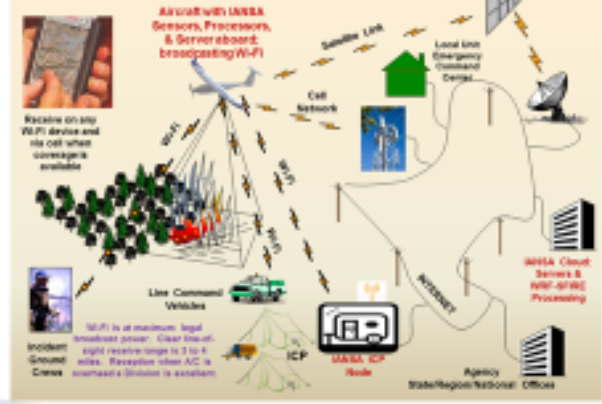 Aircraft with IANSA
Sensors, Processors,
& Server aboard;
broadcasting Wi-Fi
Satellite Link
Local Unit
Emergency
Command
Center
Cell
Network
Receive on any
Wi-Fi device and
via cell when
coverage is
available
Wi-Fi
Wi-Fi
Wi-Fi
IANSA Cloud
Servers &
WRF-SFIRE
Processing
INTERNET
Line Command
Vehicles
Wi-Fi is at maximum legal
broadcast power. Clear line-of-
sight receive range is 3 to 4
miles. Reception when A/C is
overhead a Division is excellent.
Incident
Ground
Crews
ICP
IANSA ICP
Node
Agency
State/Region/National Offices